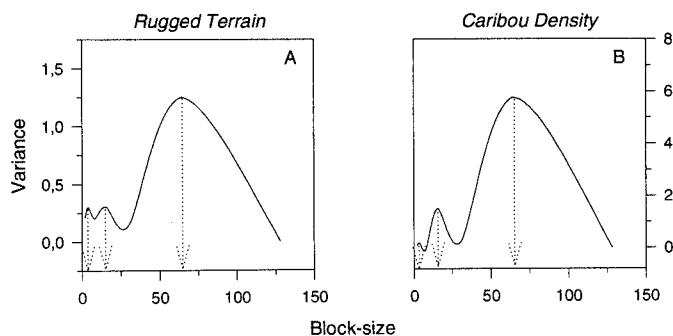 Rugged Terrain
Caribou Density
A
B
1,5
1,0
0,5
0,0
Variance
8
6
4
2
0
0 50 100 150
0 50 100 150
Block-size